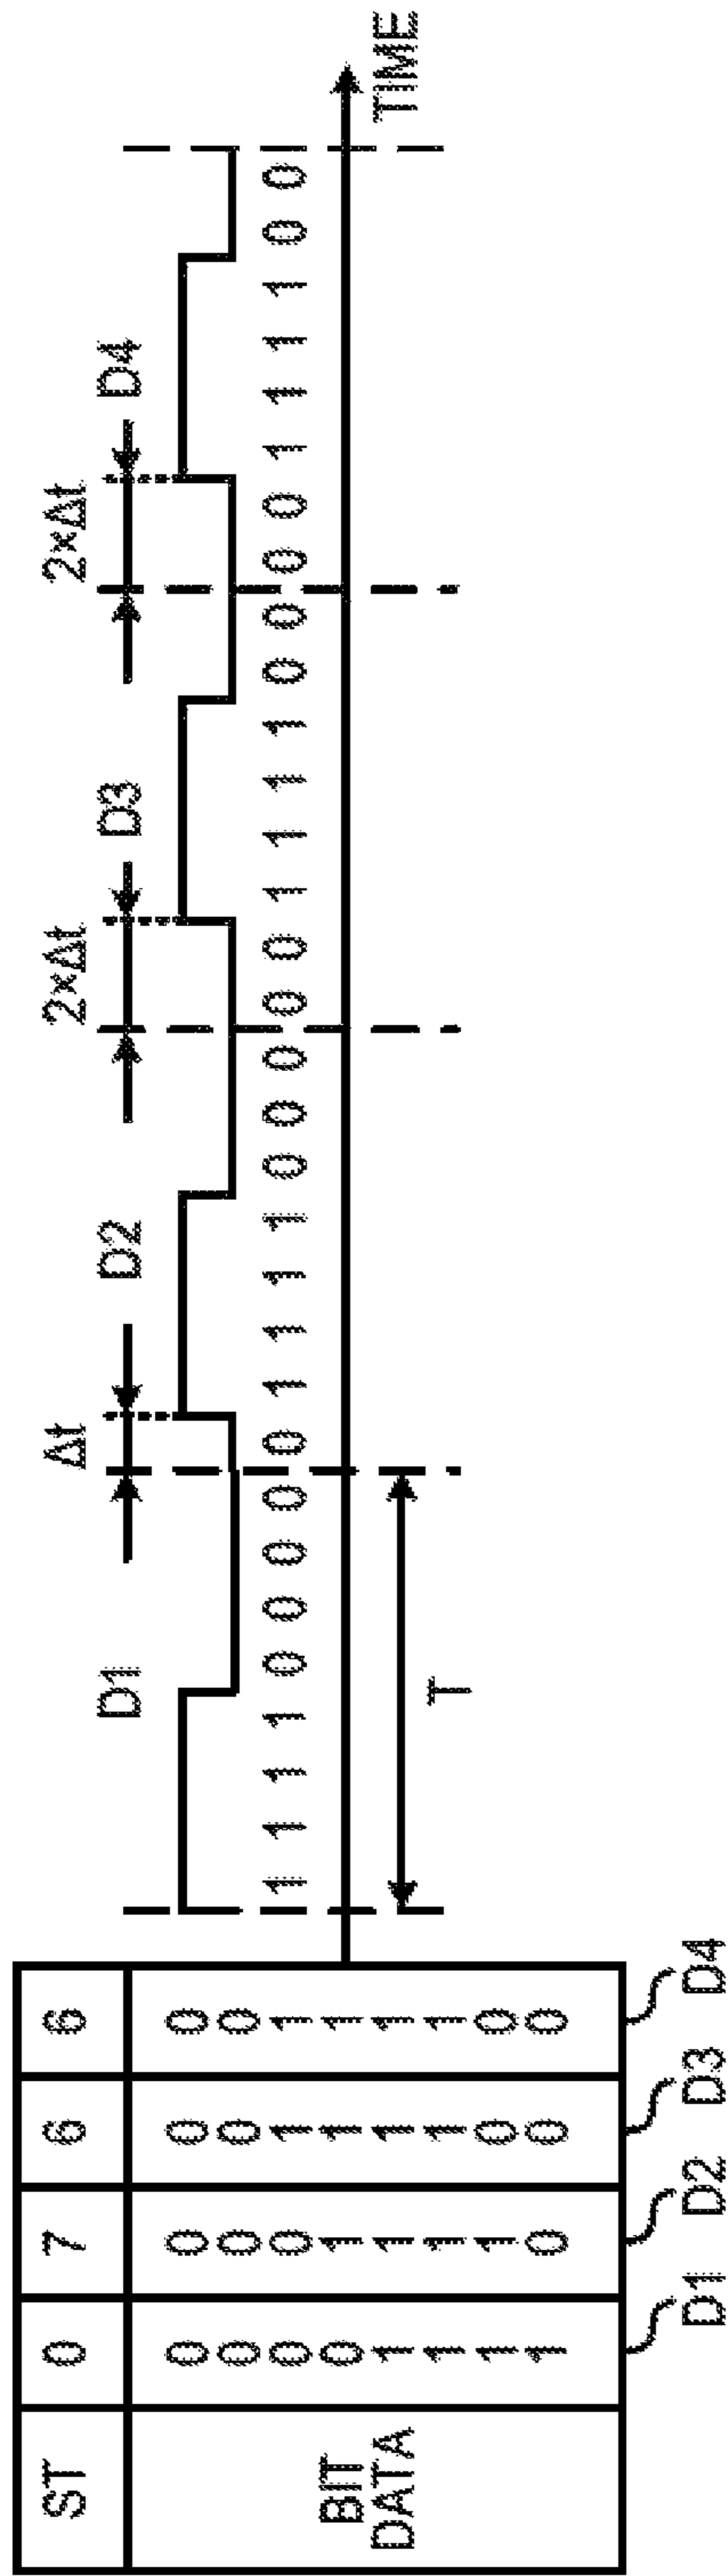 ST 0 7 6 6
BIT
DATA
0 0 0 0
0 0 0 0
0 0 1 1
0 1 1 1
1 1 1 1
1 1 1 1
1 1 0 0
1 0 0 0
D1 D2 D3 D4
Δt 2×Δt 2×Δt
D1 D2 D3 D4
1 1 1 1 0 0 0 0 0 1 1 1 1 0 0 0 0 0 1 1 1 1 0 0 0 0 1 1 1 1 0 0
TIME
T